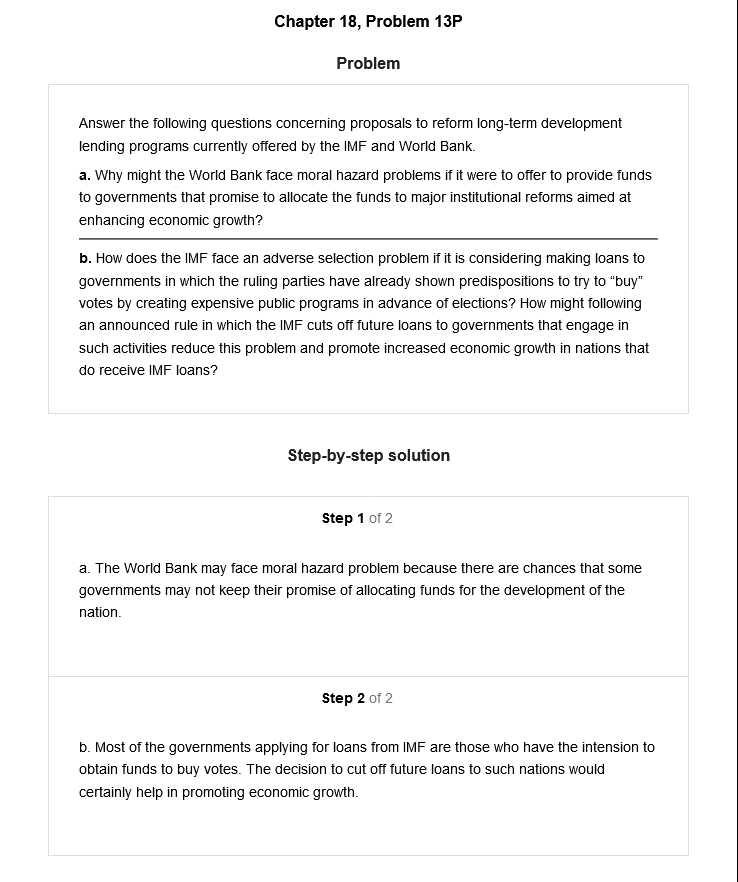 Chapter 18, Problem 13P
Problem
Answer the following questions concerning proposals to reform long-term development
lending programs currently offered by the IMF and World Bank.
a. Why might the World Bank face moral hazard problems if it were to offer to provide funds
to governments that promise to allocate the funds to major institutional reforms aimed at
enhancing economic growth?
b. How does the IMF face an adverse selection problem if it is considering making loans to
governments in which the ruling parties have already shown predispositions to try to “buy”
votes by creating expensive public programs in advance of elections? How might following
an announced rule in which the IMF cuts off future loans to governments that engage in
such activities reduce this problem and promote increased economic growth in nations that
do receive IMF loans?
Step-by-step solution
Step 1 of 2
a. The World Bank may face moral hazard problem because there are chances that some
governments may not keep their promise of allocating funds for the development of the
nation.
Step 2 of 2
b. Most of the governments applying for loans from IMF are those who have the intension to
obtain funds to buy votes. The decision to cut off future loans to such nations would
certainly help in promoting economic growth.